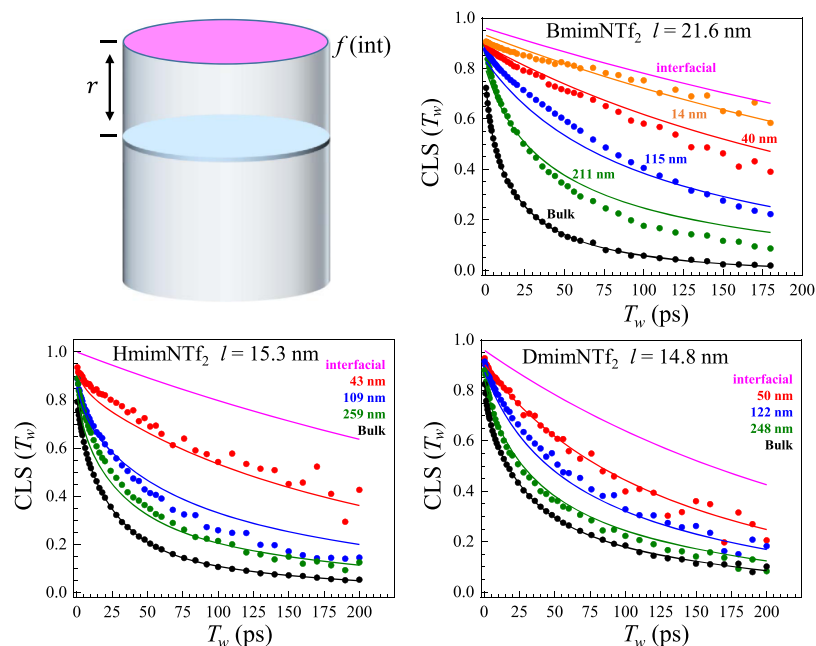 f (int)
r
BmimNTf₂ l = 21.6 nm
interfacial
14 nm
40 nm
115 nm
211 nm
Bulk
CLS (Tw)
1.0
0.8
0.6
0.4
0.2
0.0
0 25 50 75 100 125 150 175 200
Tw (ps)
HmimNTf₂ l = 15.3 nm
interfacial
43 nm
109 nm
259 nm
Bulk
CLS (Tw)
1.0
0.8
0.6
0.4
0.2
0.0
0 25 50 75 100 125 150 175 200
Tw (ps)
DmimNTf₂ l = 14.8 nm
interfacial
50 nm
122 nm
248 nm
Bulk
CLS (Tw)
1.0
0.8
0.6
0.4
0.2
0.0
0 25 50 75 100 125 150 175 200
Tw (ps)